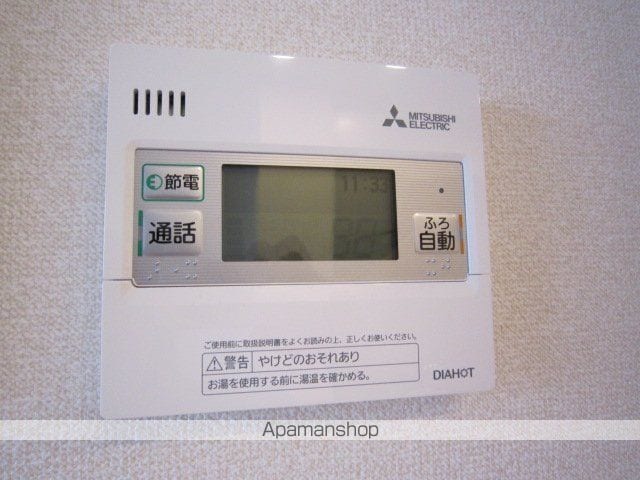 MITSUBISHI
ELECTRIC
節電
11:33
通話
ふろ
自動
ご使用前に取扱説明書をよくお読みの上、正しくお使いください。
警告 やけどのおそれあり
お湯を使用する前に湯温を確かめる。
DIAHOT
Apamanshop